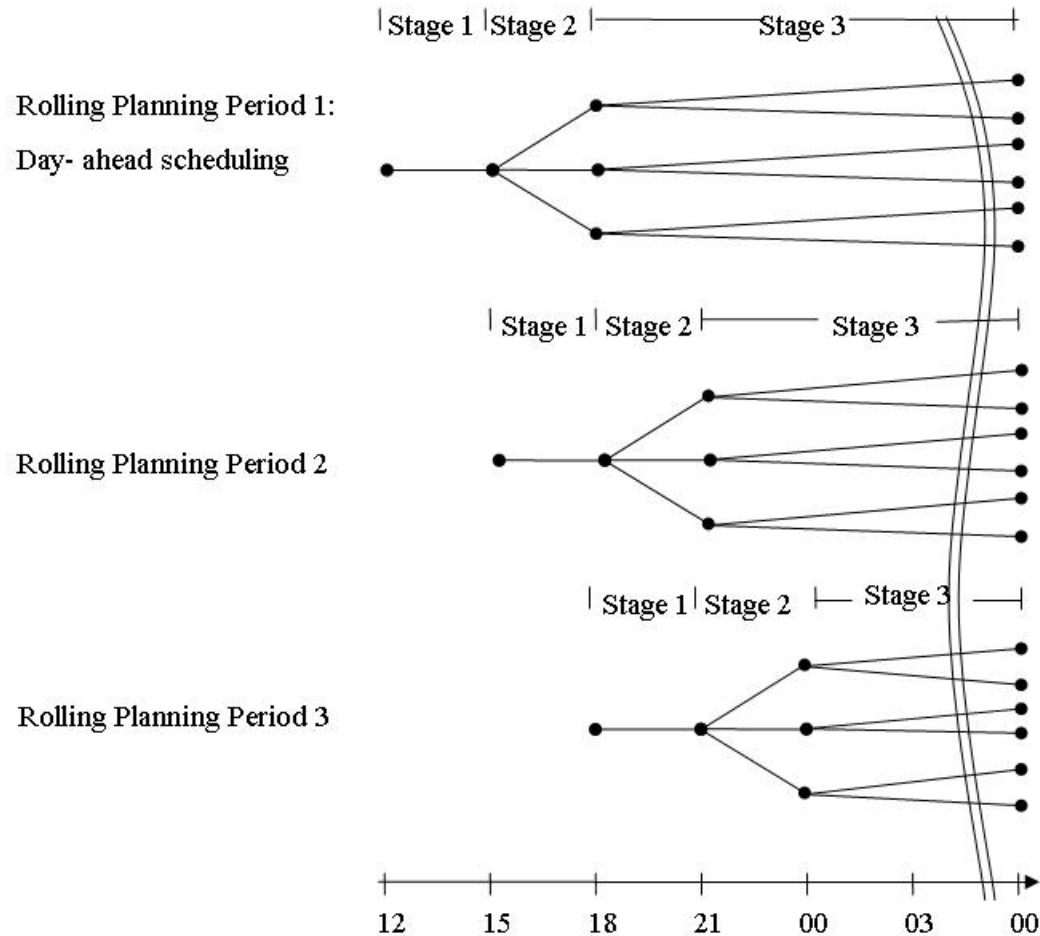 Stage 1 Stage 2 Stage 3
Rolling Planning Period 1:
Day- ahead scheduling
Stage 1 Stage 2 Stage 3
Rolling Planning Period 2
Stage 1 Stage 2 Stage 3
Rolling Planning Period 3
12 15 18 21 00 03 00